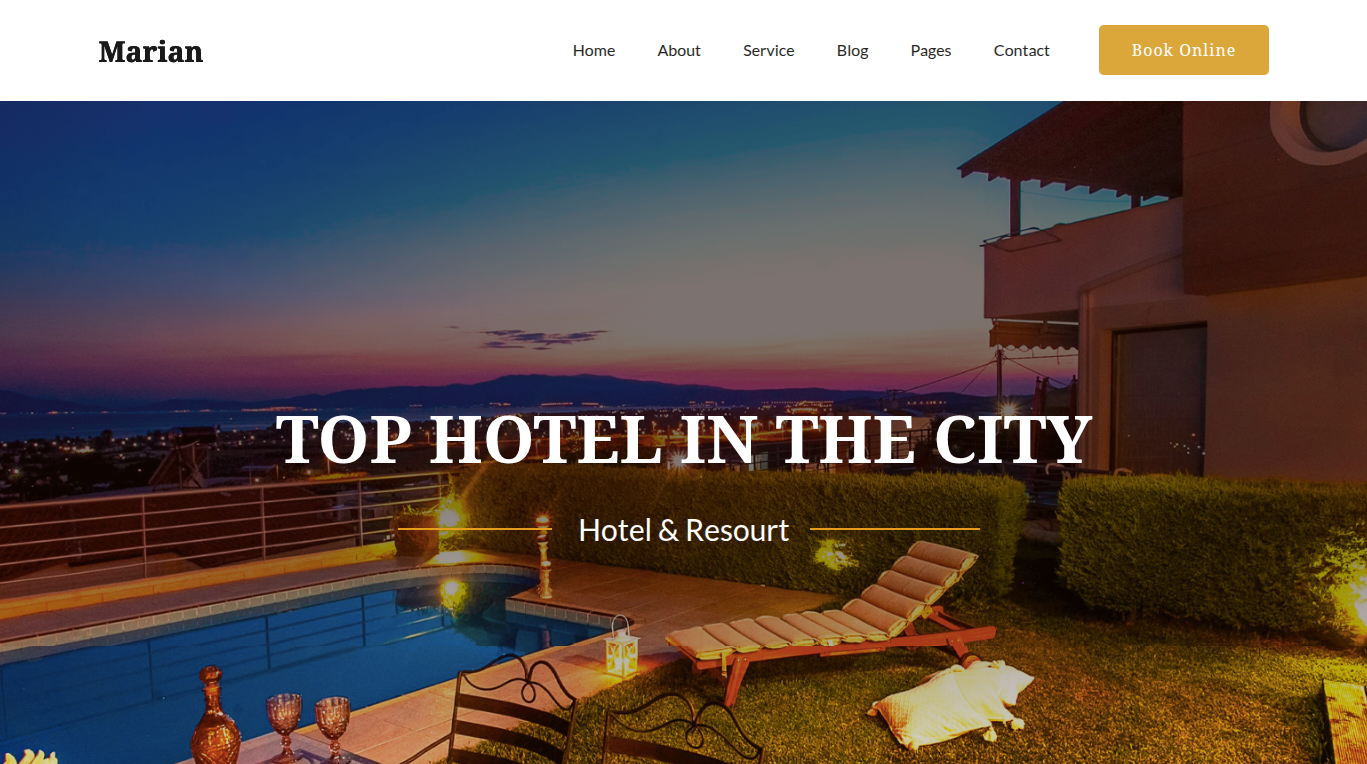 Marian
Home About Service Blog Pages Contact Book Online
TOP HOTEL IN THE CITY
Hotel & Resourt